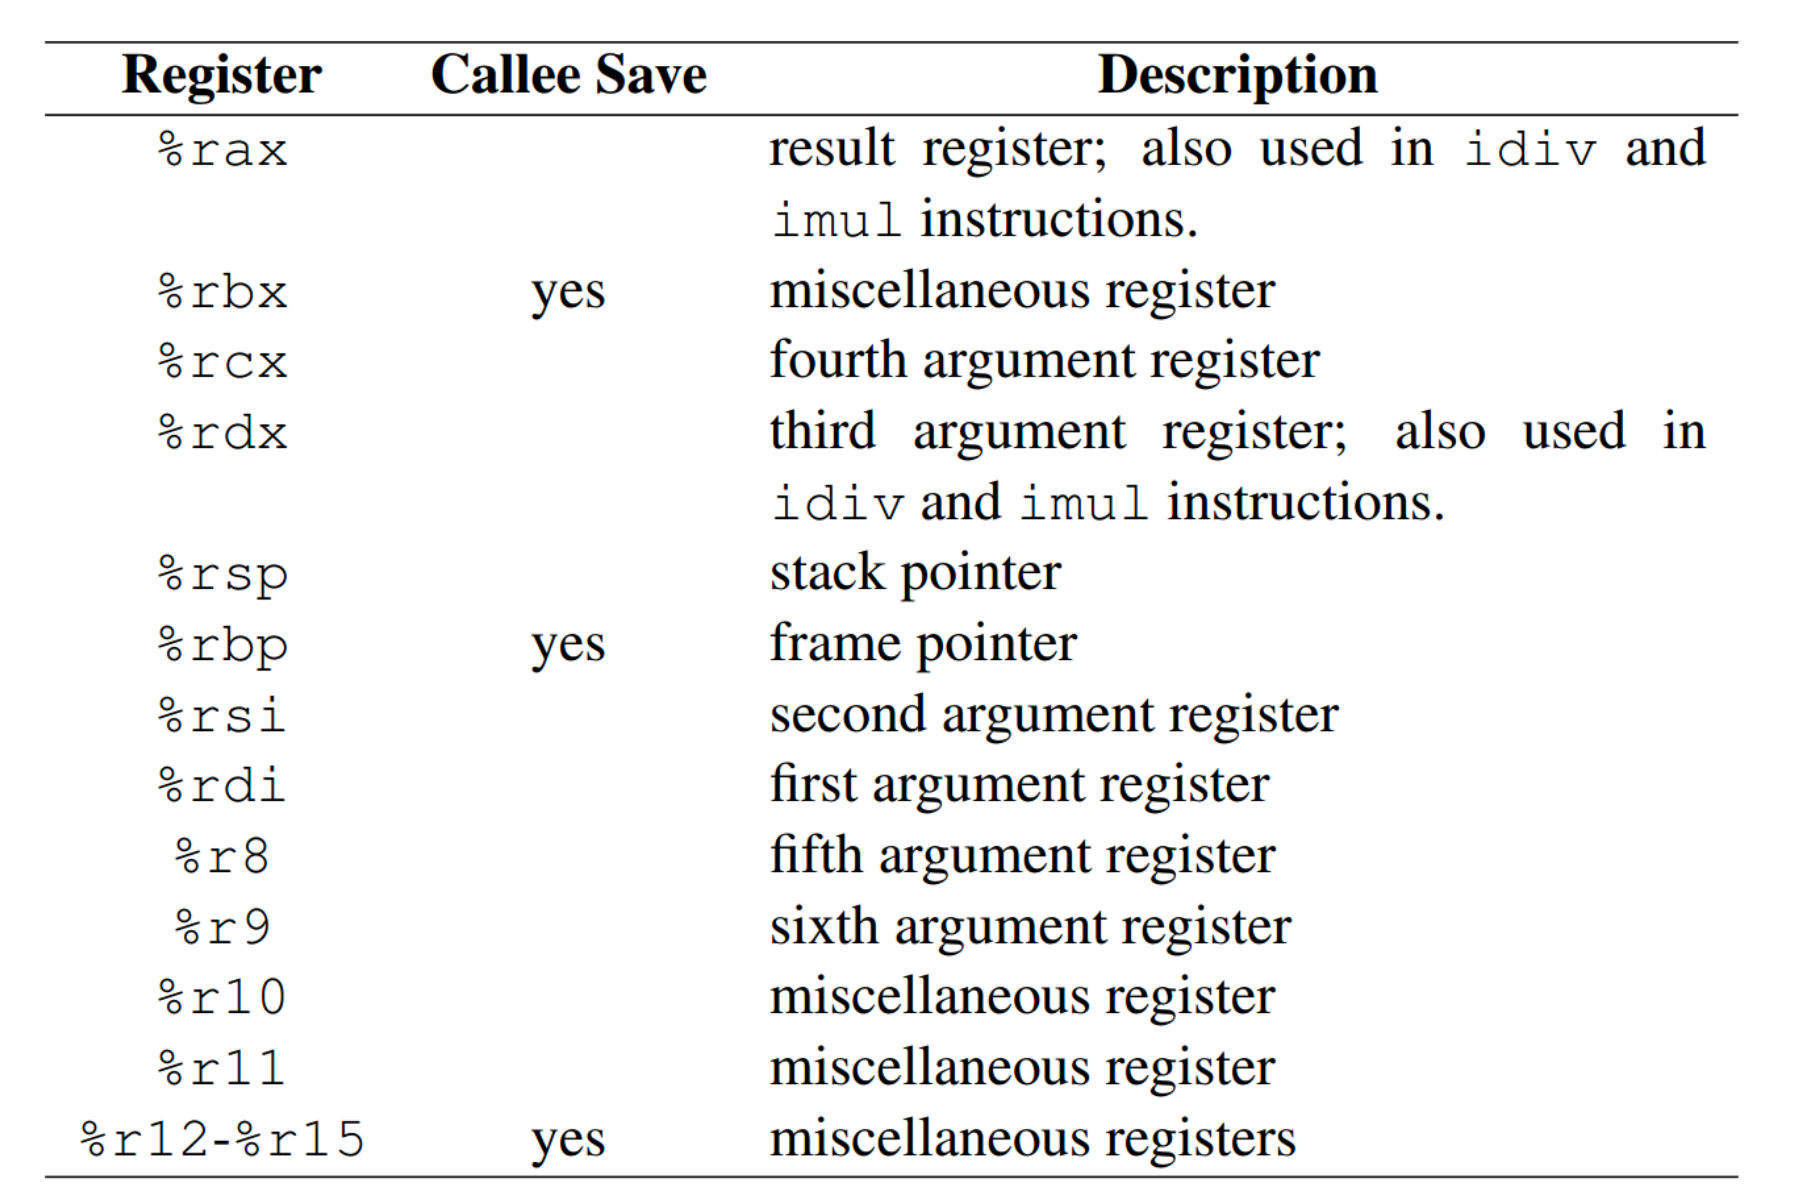 Register Callee Save Description
%rax result register; also used in idiv and
imul instructions.
%rbx yes miscellaneous register
%rcx fourth argument register
%rdx third argument register; also used in
idiv and imul instructions.
%rsp stack pointer
%rbp yes frame pointer
%rsi second argument register
%rdi first argument register
%r8 fifth argument register
%r9 sixth argument register
%r10 miscellaneous register
%r11 miscellaneous register
%r12-%r15 yes miscellaneous registers